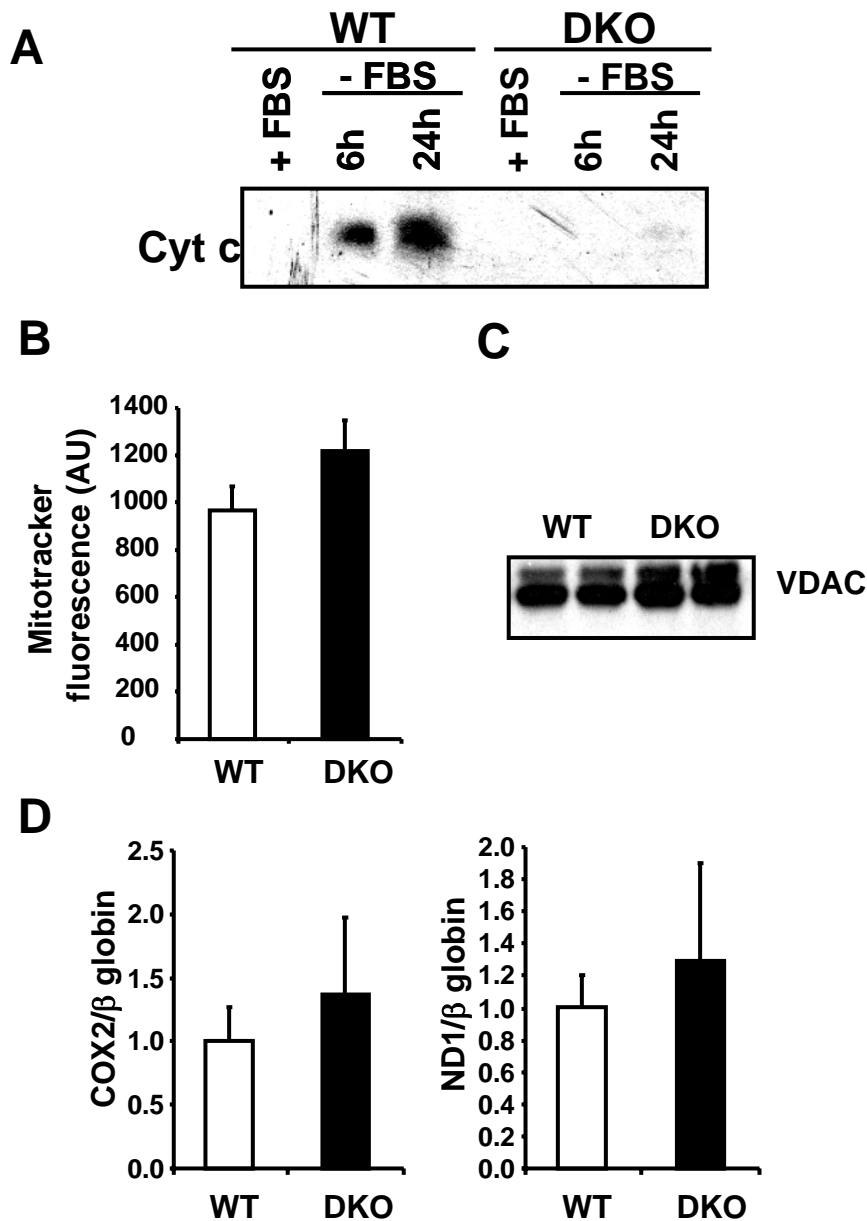 A
WT DKO
+ FBS - FBS + FBS - FBS
6h 24h 6h 24h
Cyt c
B
Mitotracker
fluorescence (AU)
1400
1200
1000
800
600
400
200
0
WT DKO
C
WT DKO
VDAC
D
COX2/β globin
2.5
2.0
1.5
1.0
0.5
0.0
WT DKO
ND1/β globin
2.0
1.8
1.6
1.4
1.2
1.0
0.8
0.6
0.4
0.2
0.0
WT DKO